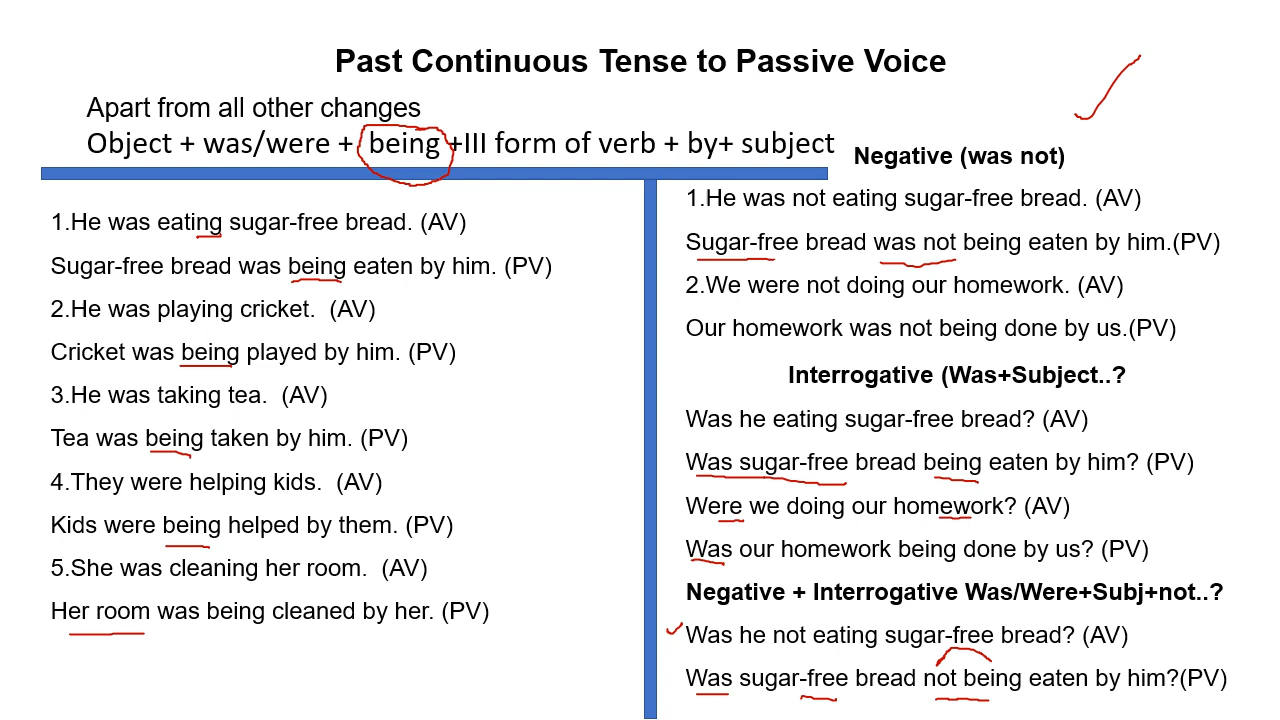 Past Continuous Tense to Passive Voice
Apart from all other changes
Object + was/were + being +III form of verb + by+ subject
1.He was eating sugar-free bread. (AV)
Sugar-free bread was being eaten by him. (PV)
2.He was playing cricket. (AV)
Cricket was being played by him. (PV)
3.He was taking tea. (AV)
Tea was being taken by him. (PV)
4.They were helping kids. (AV)
Kids were being helped by them. (PV)
5.She was cleaning her room. (AV)
Her room was being cleaned by her. (PV)
Negative (was not)
1.He was not eating sugar-free bread. (AV)
Sugar-free bread was not being eaten by him.(PV)
2.We were not doing our homework. (AV)
Our homework was not being done by us.(PV)
Interrogative (Was+Subject..?
Was he eating sugar-free bread? (AV)
Was sugar-free bread being eaten by him? (PV)
Were we doing our homework? (AV)
Was our homework being done by us? (PV)
Negative + Interrogative Was/Were+Subj+not..?
Was he not eating sugar-free bread? (AV)
Was sugar-free bread not being eaten by him?(PV)